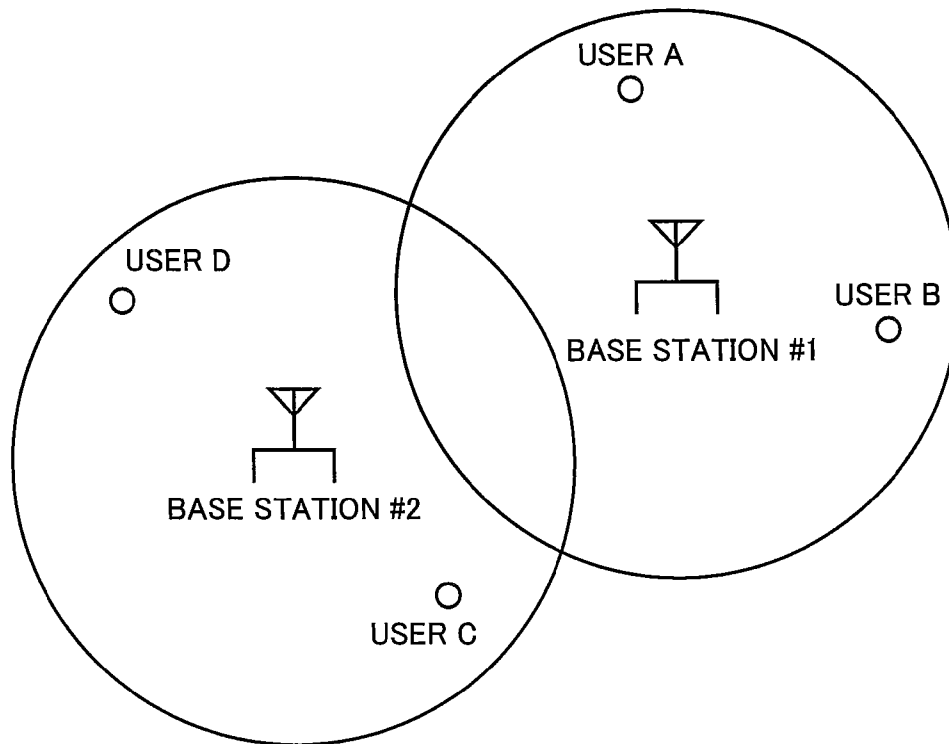 USER A
USER D
USER B
BASE STATION #1
BASE STATION #2
USER C